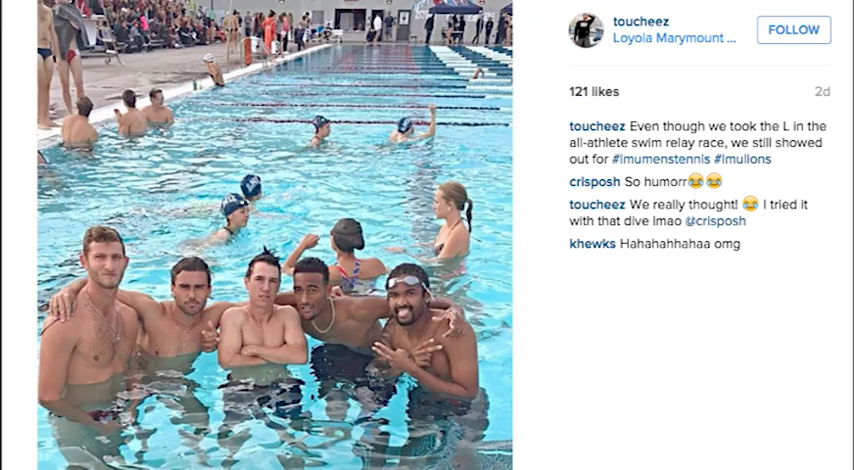 toucheez
Loyola Marymount ...
FOLLOW
121 likes
2d
toucheez Even though we took the L in the
all-athlete swim relay race, we still showed
out for #lmumenstennis #lmulions
crisposh So humorr😂😂
toucheez We really thought! 😂 I tried it
with that dive lmao @crisposh
khewks Hahahahhahaa omg